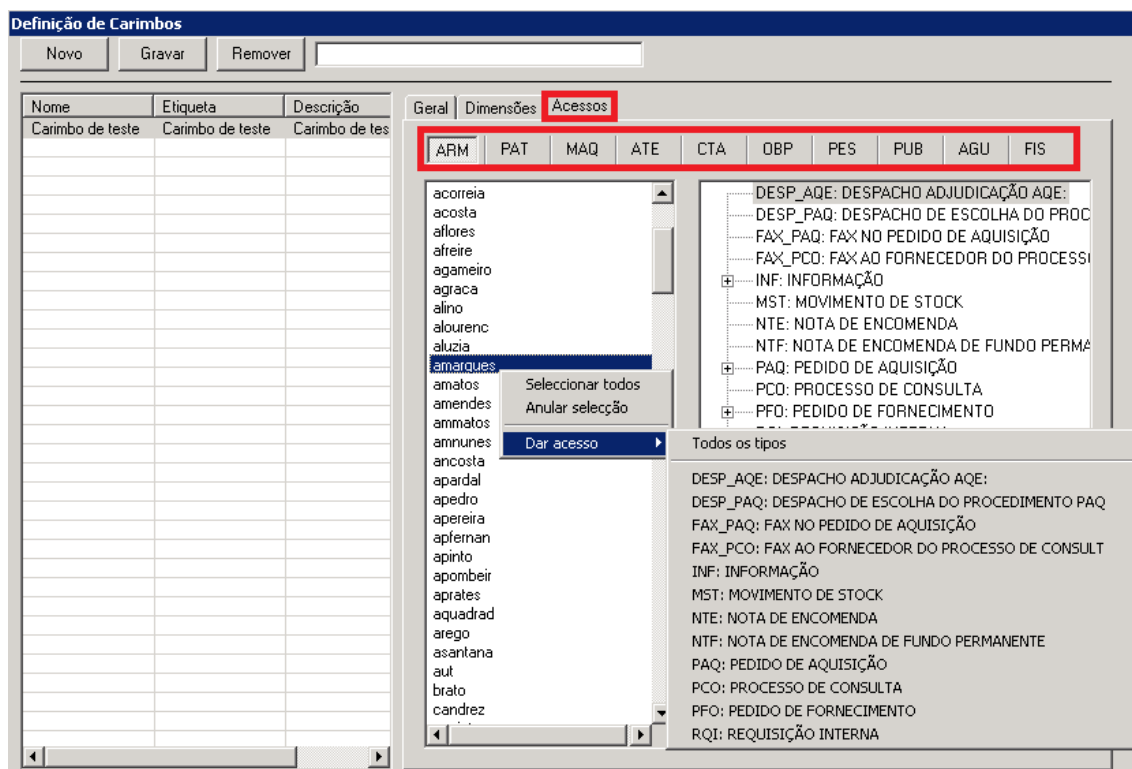 Definição de Carimbos
Novo Gravar Remover
Nome Etiqueta Descrição
Carimbo de teste Carimbo de teste Carimbo de tes
Geral Dimensões Acessos
ARM PAT MAQ ATE CTA OBP PES PUB AGU FIS
acorreia
acosta
aflores
afreire
agameiro
agraca
alino
alourenc
aluzia
amarques
amatos
amendes
ammatos
amnunes
ancosta
apardal
apedro
apereira
apfernan
apinto
apombeir
aprates
aquadrad
arego
asantana
aut
brato
candrez
DESP_AQE: DESPACHO ADJUDICAÇÃO AQE:
DESP_PAQ: DESPACHO DE ESCOLHA DO PROC
FAX_PAQ: FAX NO PEDIDO DE AQUISIÇÃO
FAX_PCO: FAX AO FORNECEDOR DO PROCESS
INF: INFORMAÇÃO
MST: MOVIMENTO DE STOCK
NTE: NOTA DE ENCOMENDA
NTF: NOTA DE ENCOMENDA DE FUNDO PERMA
PAQ: PEDIDO DE AQUISIÇÃO
PCO: PROCESSO DE CONSULTA
PFO: PEDIDO DE FORNECIMENTO
Seleccionar todos
Anular selecção
Dar acesso
Todos os tipos
DESP_AQE: DESPACHO ADJUDICAÇÃO AQE:
DESP_PAQ: DESPACHO DE ESCOLHA DO PROCEDIMENTO PAQ
FAX_PAQ: FAX NO PEDIDO DE AQUISIÇÃO
FAX_PCO: FAX AO FORNECEDOR DO PROCESSO DE CONSULT
INF: INFORMAÇÃO
MST: MOVIMENTO DE STOCK
NTE: NOTA DE ENCOMENDA
NTF: NOTA DE ENCOMENDA DE FUNDO PERMANENTE
PAQ: PEDIDO DE AQUISIÇÃO
PCO: PROCESSO DE CONSULTA
PFO: PEDIDO DE FORNECIMENTO
RQI: REQUISIÇÃO INTERNA